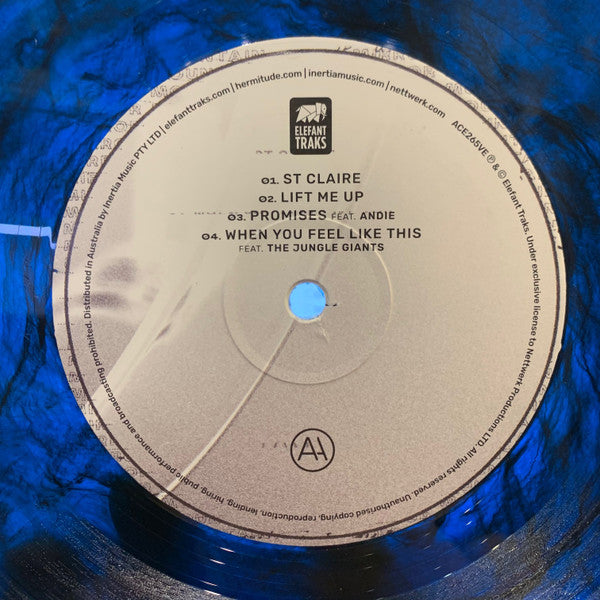 elefanttraks.com | hermitude.com | inertiamusic.com | nettwerk.com
ACE265VE ℗ & © Elefant Traks. Under exclusive license to Nettwerk Productions LTD. All rights reserved. Unauthorised copying, reproduction, lending, hiring, public performance and broadcasting prohibited. Distributed in Australia by Inertia Music PTY LTD |
ELEFANT
TRAKS
01. ST CLAIRE
02. LIFT ME UP
03. PROMISES FEAT. ANDIE
04. WHEN YOU FEEL LIKE THIS
FEAT. THE JUNGLE GIANTS
AH